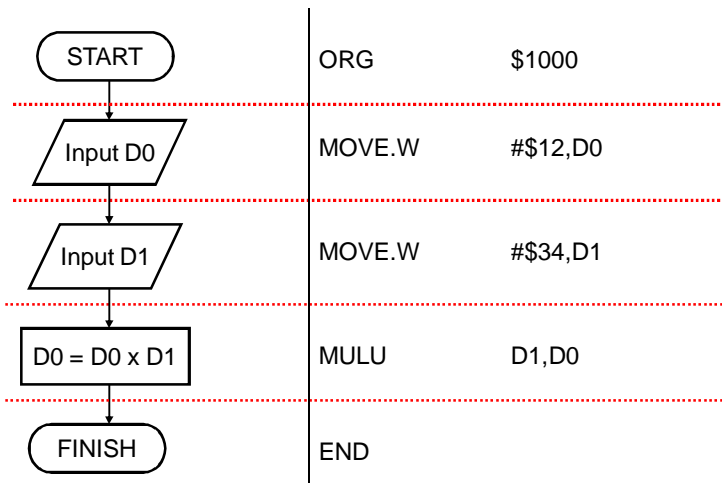 START ORG $1000
Input D0 MOVE.W #$12,D0
Input D1 MOVE.W #$34,D1
D0 = D0 x D1 MULU D1,D0
FINISH END